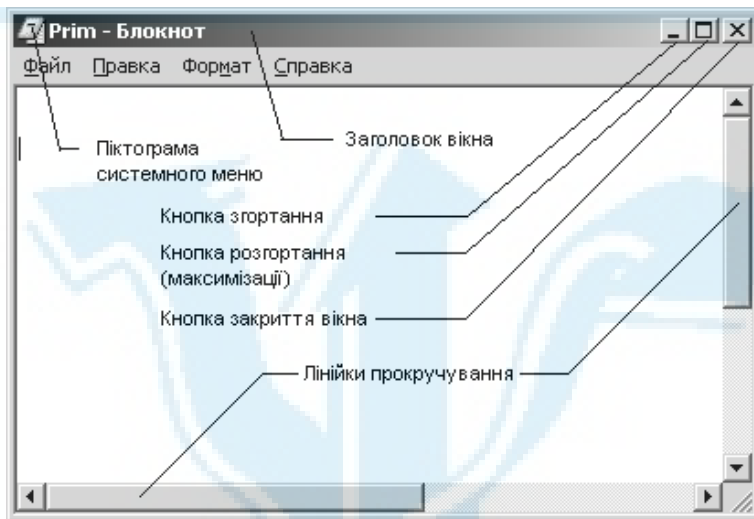 Prim - Блокнот
Файл Правка Формат Справка
Заголовок вікна
Піктограма
системного меню
Кнопка згортання
Кнопка розгортання
(максимізації)
Кнопка закриття вікна
Лінійки прокручування